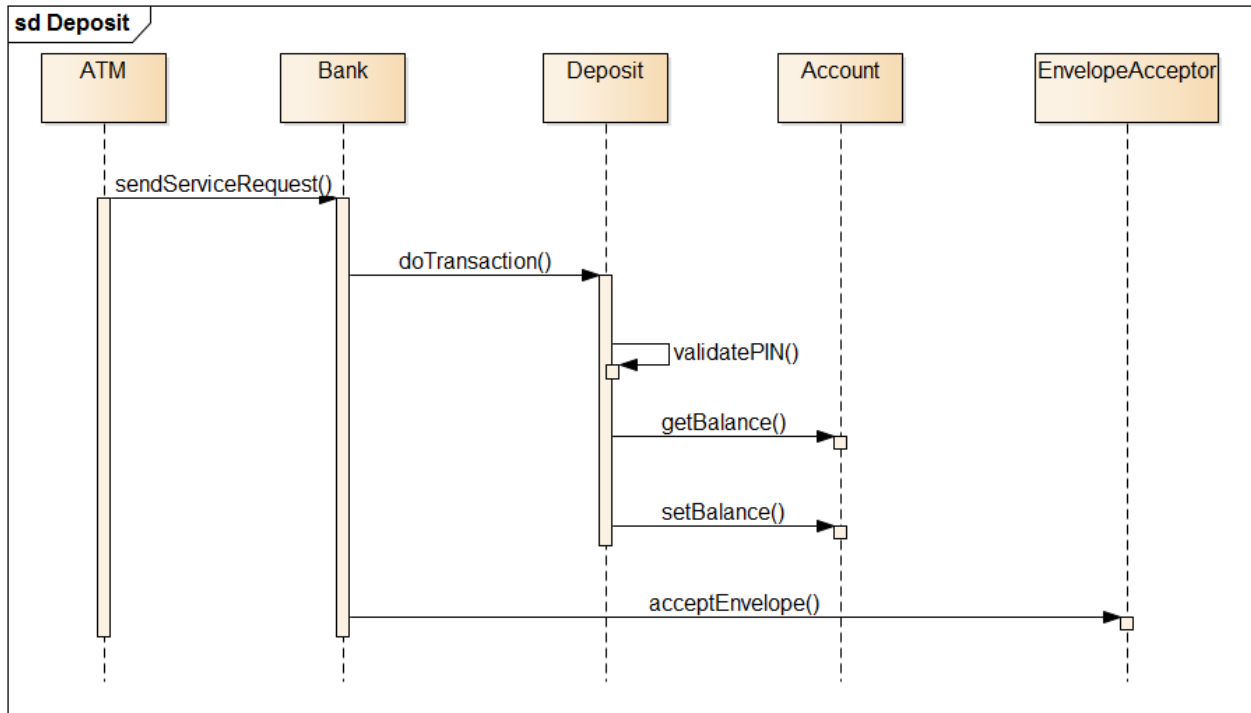 sd Deposit
ATM
Bank
Deposit
Account
EnvelopeAcceptor
sendServiceRequest()
doTransaction()
validatePIN()
getBalance()
setBalance()
acceptEnvelope()